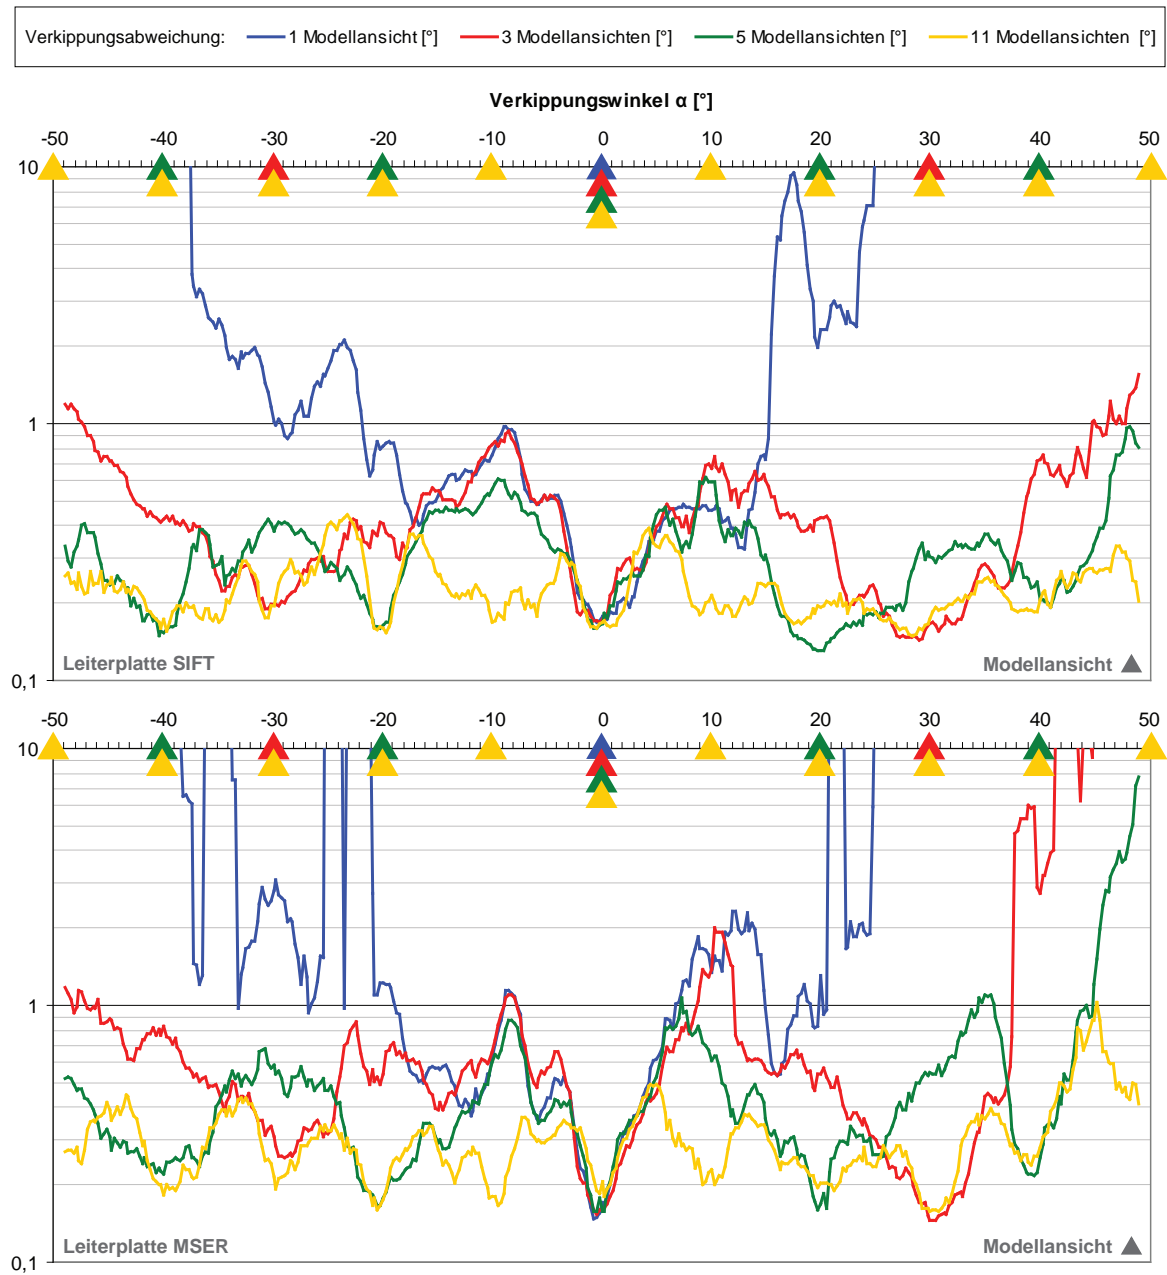 Verkippungsabweichung: 1 Modellansicht [°] 3 Modellansichten [°] 5 Modellansichten [°] 11 Modellansichten [°]
Verkippungswinkel α [°]
-50 -40 -30 -20 -10 0 10 20 30 40 50
10
1
Leiterplatte SIFT Modellansicht
0,1
-50 -40 -30 -20 -10 0 10 20 30 40 50
10
1
Leiterplatte MSER Modellansicht
0,1